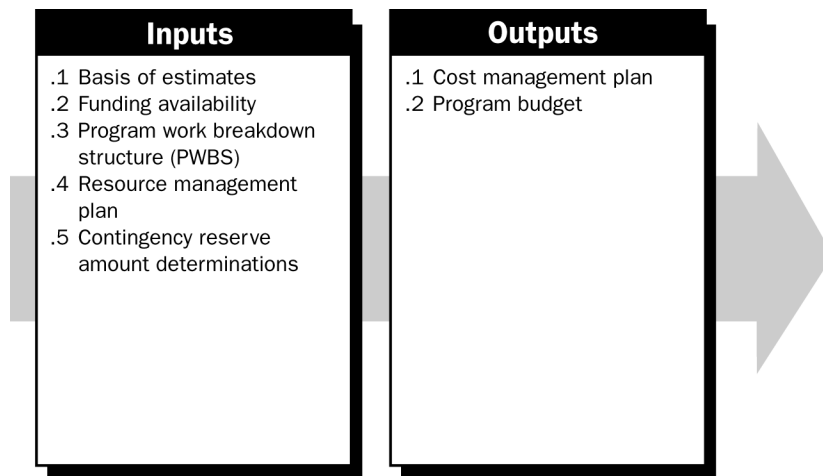 Inputs
.1 Basis of estimates
.2 Funding availability
.3 Program work breakdown
structure (PWBS)
.4 Resource management
plan
.5 Contingency reserve
amount determinations
Outputs
.1 Cost management plan
.2 Program budget